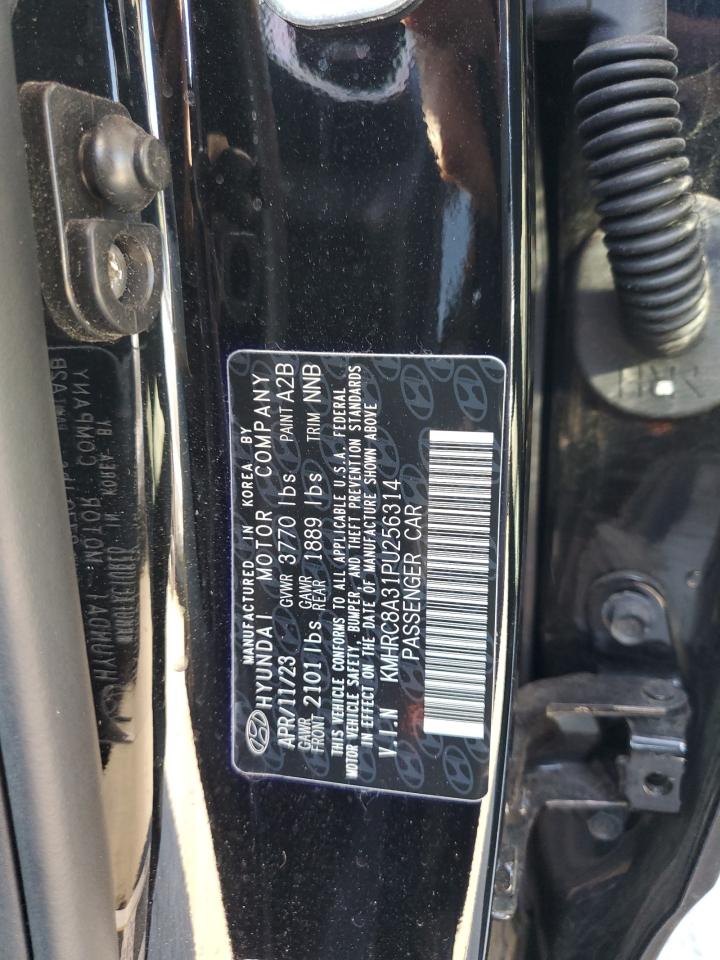 MANUFACTURED IN KOREA BY
HYUNDAI MOTOR COMPANY
APR/11/23 GVWR 3770 lbs PAINT A2B
GAWR FRONT 2101 lbs GAWR REAR 1889 lbs TRIM NNB
THIS VEHICLE CONFORMS TO ALL APPLICABLE U.S.A. FEDERAL
MOTOR VEHICLE SAFETY, BUMPER, AND THEFT PREVENTION STANDARDS
IN EFFECT ON THE DATE OF MANUFACTURE SHOWN ABOVE
V.I.N KMHRC8A31PU256314
PASSENGER CAR